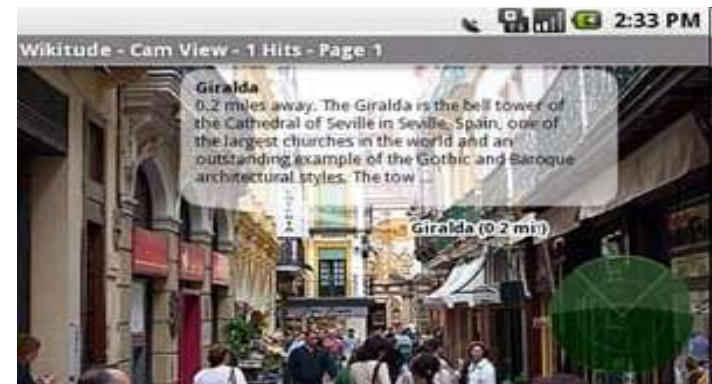 2:33 PM
Wikitude - Cam View - 1 Hits - Page 1
Giralda
0.2 miles away. The Giralda is the bell tower of
the Cathedral of Seville in Seville, Spain, one of
the largest churches in the world and an
outstanding example of the Gothic and Baroque
architectural styles. The tow ...
Giralda (0.2 mi)